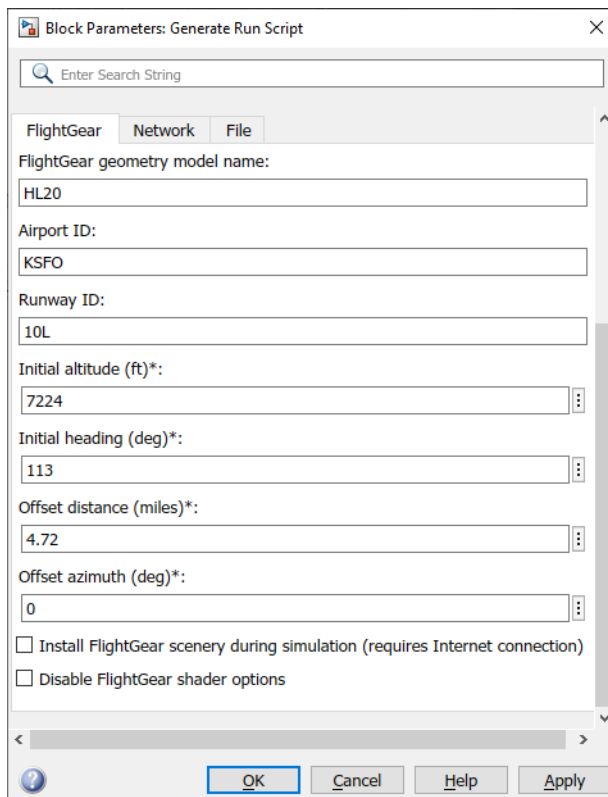 Block Parameters: Generate Run Script
Enter Search String
FlightGear Network File
FlightGear geometry model name:
HL20
Airport ID:
KSFO
Runway ID:
10L
Initial altitude (ft)*:
7224
Initial heading (deg)*:
113
Offset distance (miles)*:
4.72
Offset azimuth (deg)*:
0
Install FlightGear scenery during simulation (requires Internet connection)
Disable FlightGear shader options
OK Cancel Help Apply